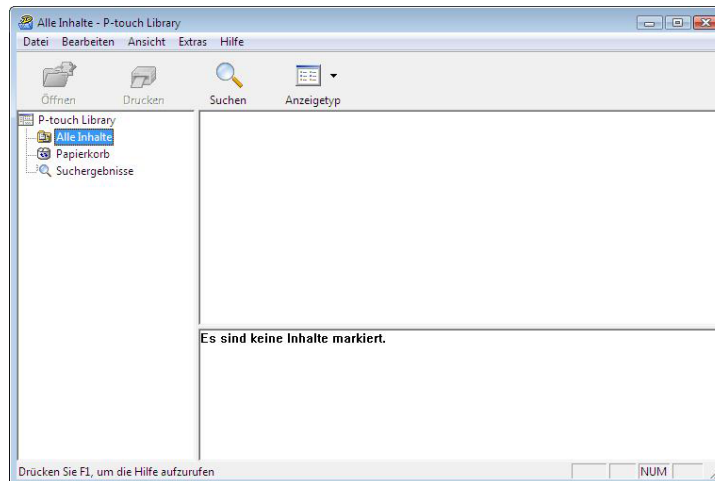 Alle Inhalte - P-touch Library
Datei Bearbeiten Ansicht Extras Hilfe
Öffnen Drucken Suchen Anzeigetyp
P-touch Library
Alle Inhalte
Papierkorb
Suchergebnisse
Es sind keine Inhalte markiert.
Drücken Sie F1, um die Hilfe aufzurufen NUM